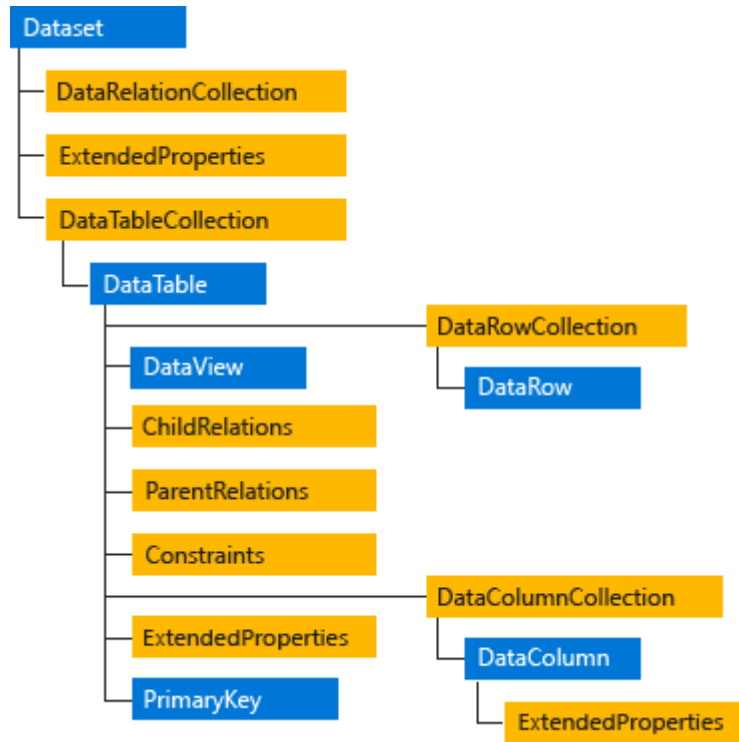 Dataset
DataRelationCollection
ExtendedProperties
DataTableCollection
DataTable
DataRowCollection
DataView
DataRow
ChildRelations
ParentRelations
Constraints
DataColumnCollection
ExtendedProperties
DataColumn
PrimaryKey
ExtendedProperties